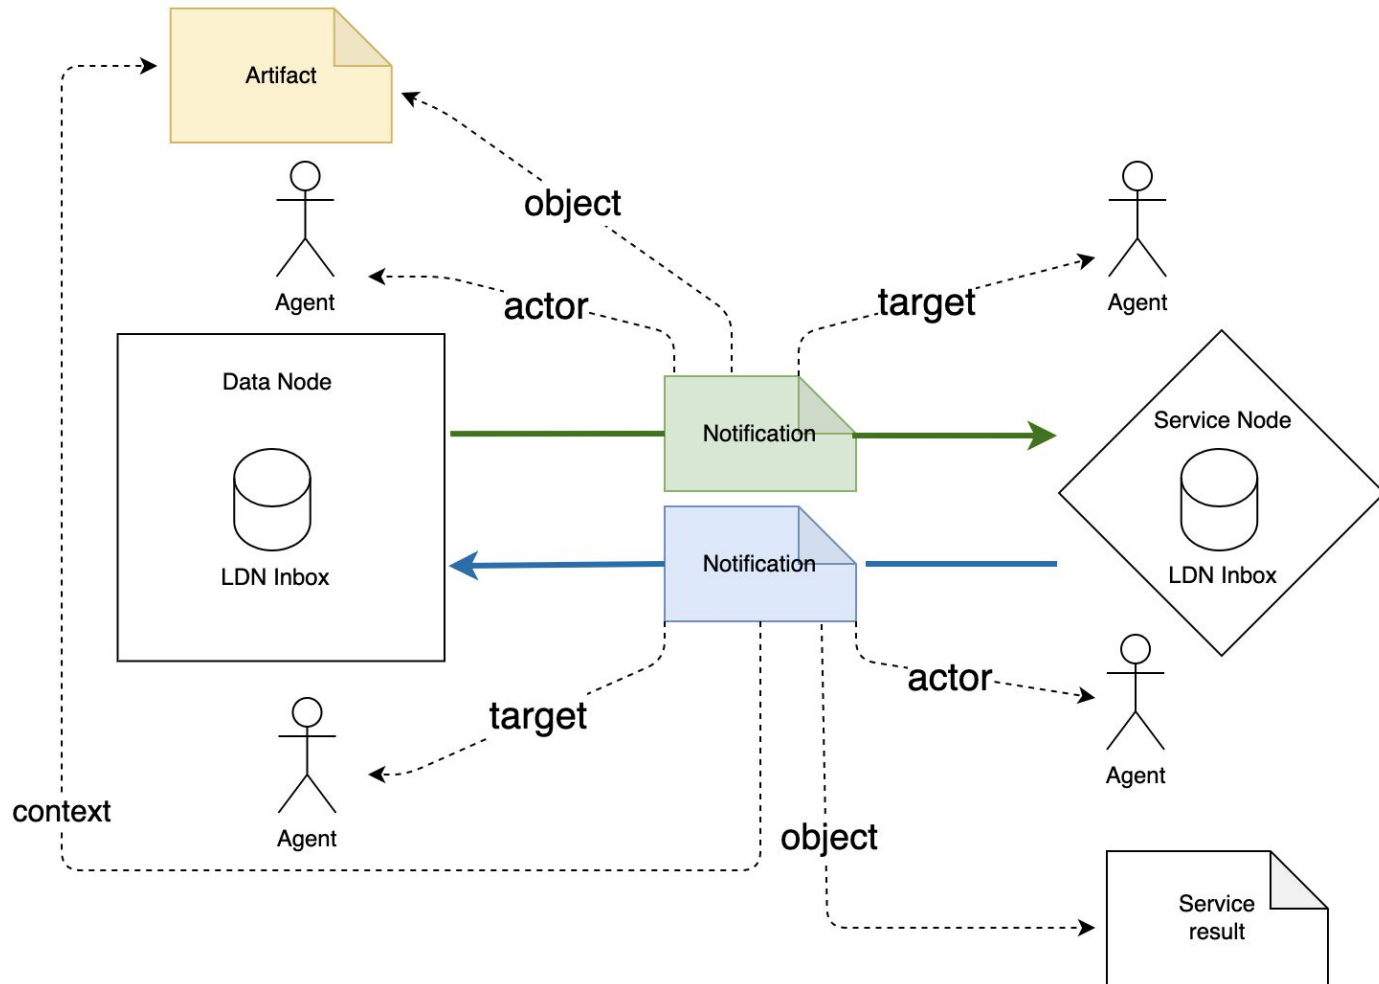 Artifact
object
Agent
actor
target
Agent
Data Node
Notification
Service Node
LDN Inbox
Notification
LDN Inbox
actor
target
Agent
context
Agent
object
Service
result